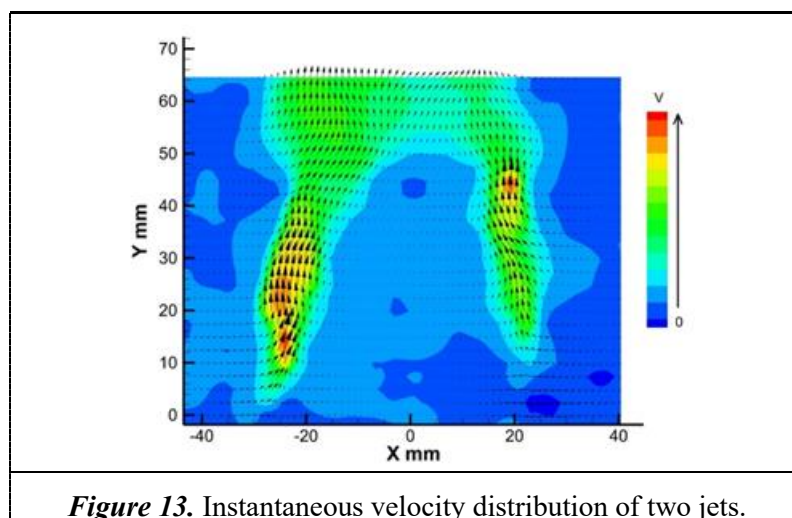 70
60
50
40
30
20
10
0
Y mm
-40 -20 0 20 40
X mm
V
0
Figure 13. Instantaneous velocity distribution of two jets.